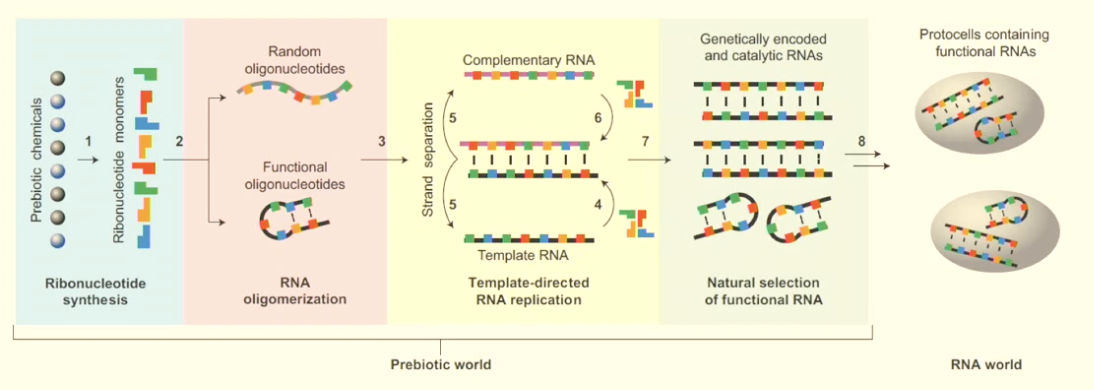 Prebiotic chemicals
1
Ribonucleotide monomers
Ribonucleotide
synthesis
2
Random
oligonucleotides
Functional
oligonucleotides
RNA
oligomerization
3
Strand separation
Complementary RNA
5
6
5
4
Template RNA
Template-directed
RNA replication
7
Genetically encoded
and catalytic RNAs
Natural selection
of functional RNA
8
Protocells containing
functional RNAs
Prebiotic world
RNA world